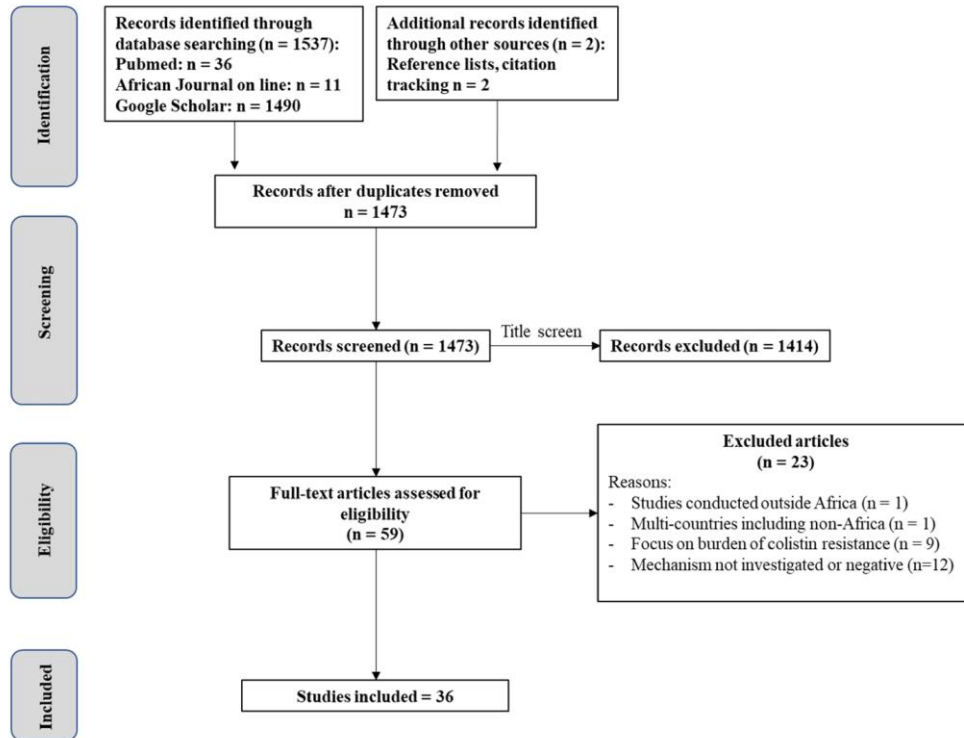 Identification
Records identified through
database searching (n = 1537):
Pubmed: n = 36
African Journal on line: n = 11
Google Scholar: n = 1490
Additional records identified
through other sources (n = 2):
Reference lists, citation
tracking n = 2
Records after duplicates removed
n = 1473
Screening
Records screened (n = 1473)
Title screen
Records excluded (n = 1414)
Eligibility
Full-text articles assessed for
eligibility
(n = 59)
Excluded articles
(n = 23)
Reasons:
- Studies conducted outside Africa (n = 1)
- Multi-countries including non-Africa (n = 1)
- Focus on burden of colistin resistance (n = 9)
- Mechanism not investigated or negative (n=12)
Included
Studies included = 36